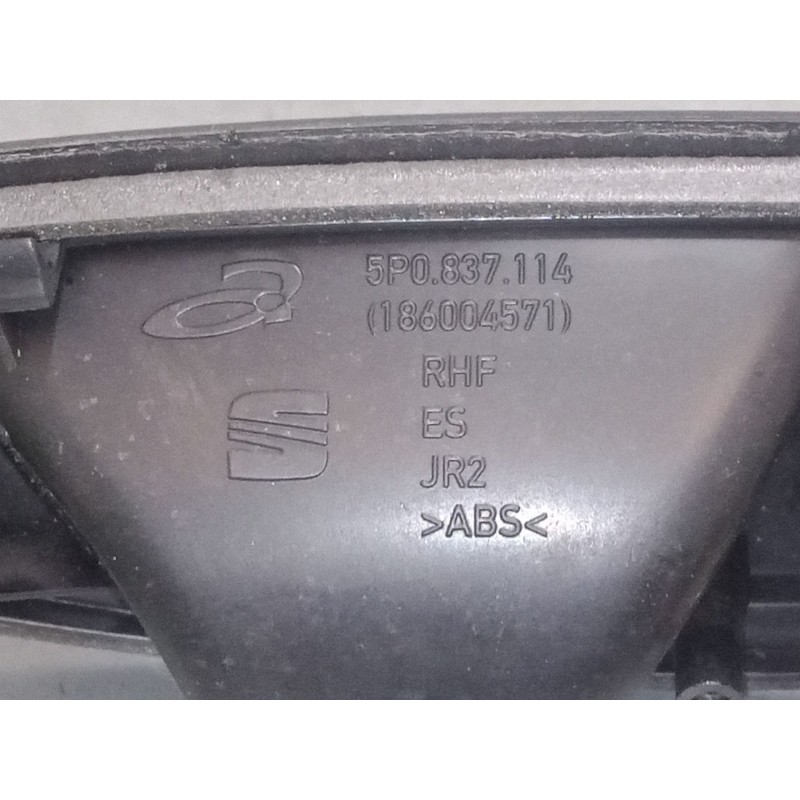 5P0.837.114
(186004571)
RHF
ES
JR2
>ABS<